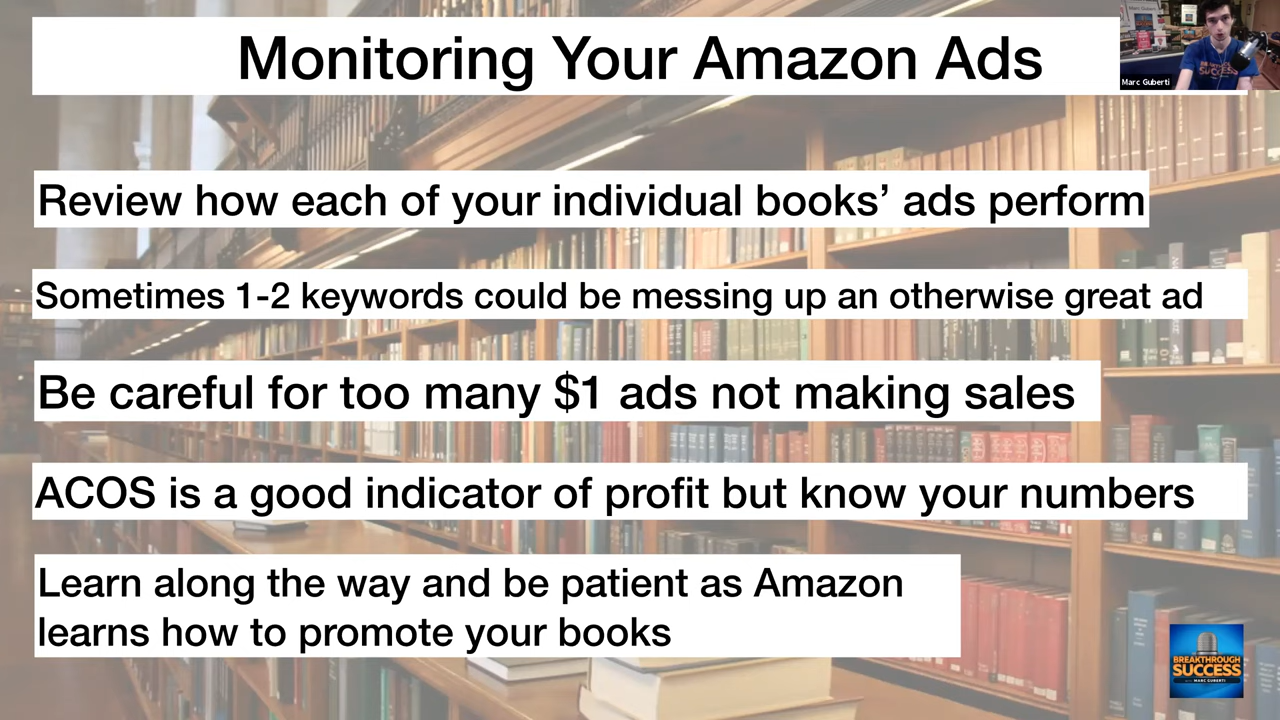 Monitoring Your Amazon Ads
Marc Guberti
Review how each of your individual books’ ads perform
Sometimes 1-2 keywords could be messing up an otherwise great ad
Be careful for too many $1 ads not making sales
ACOS is a good indicator of profit but know your numbers
Learn along the way and be patient as Amazon
learns how to promote your books
BREAKTHROUGH
SUCCESS
MARC GUBERTI